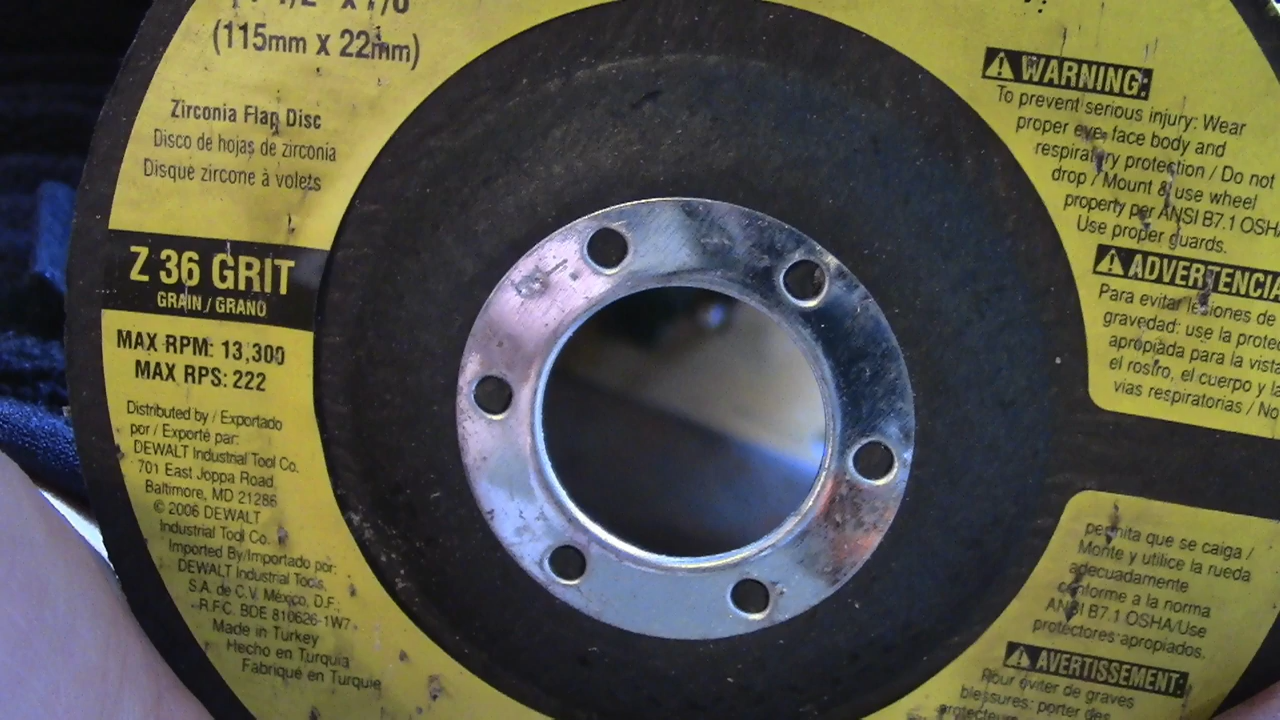 (115mm x 22mm)
Zirconia Flap Disc
Disco de hojas de zirconia
Disque zircone à volets
Z 36 GRIT
GRAIN / GRANO
MAX RPM: 13,300
MAX RPS: 222
Distributed by / Exportado
por / Exporté par:
DEWALT Industrial Tool Co.
701 East Joppa Road
Baltimore, MD 21286
© 2006 DEWALT
Industrial Tool Co.
Imported By/Importado por:
DEWALT Industrial Tools,
S.A. de C.V. México, D.F.
R.F.C. BDE 810626-1W7
Made in Turkey
Hecho en Turquia
Fabriqué en Turquie
WARNING:
To prevent serious injury: Wear
proper eye, face body and
respiratory protection / Do not
drop / Mount & use wheel
property per ANSI B7.1 OSHA
Use proper guards.
ADVERTENCIA
Para evitar lesiones de
gravedad: use la protec
apropiada para la vista
el rostro, el cuerpo y la
vias respiratorias / No
permita que se caiga /
Monte y utilice la rueda
adecuadamente
conforme a la norma
ANSI B7.1 OSHA/Use
protectores apropiados.
AVERTISSEMENT:
Pour éviter de graves
blessures: porter des
protecteurs